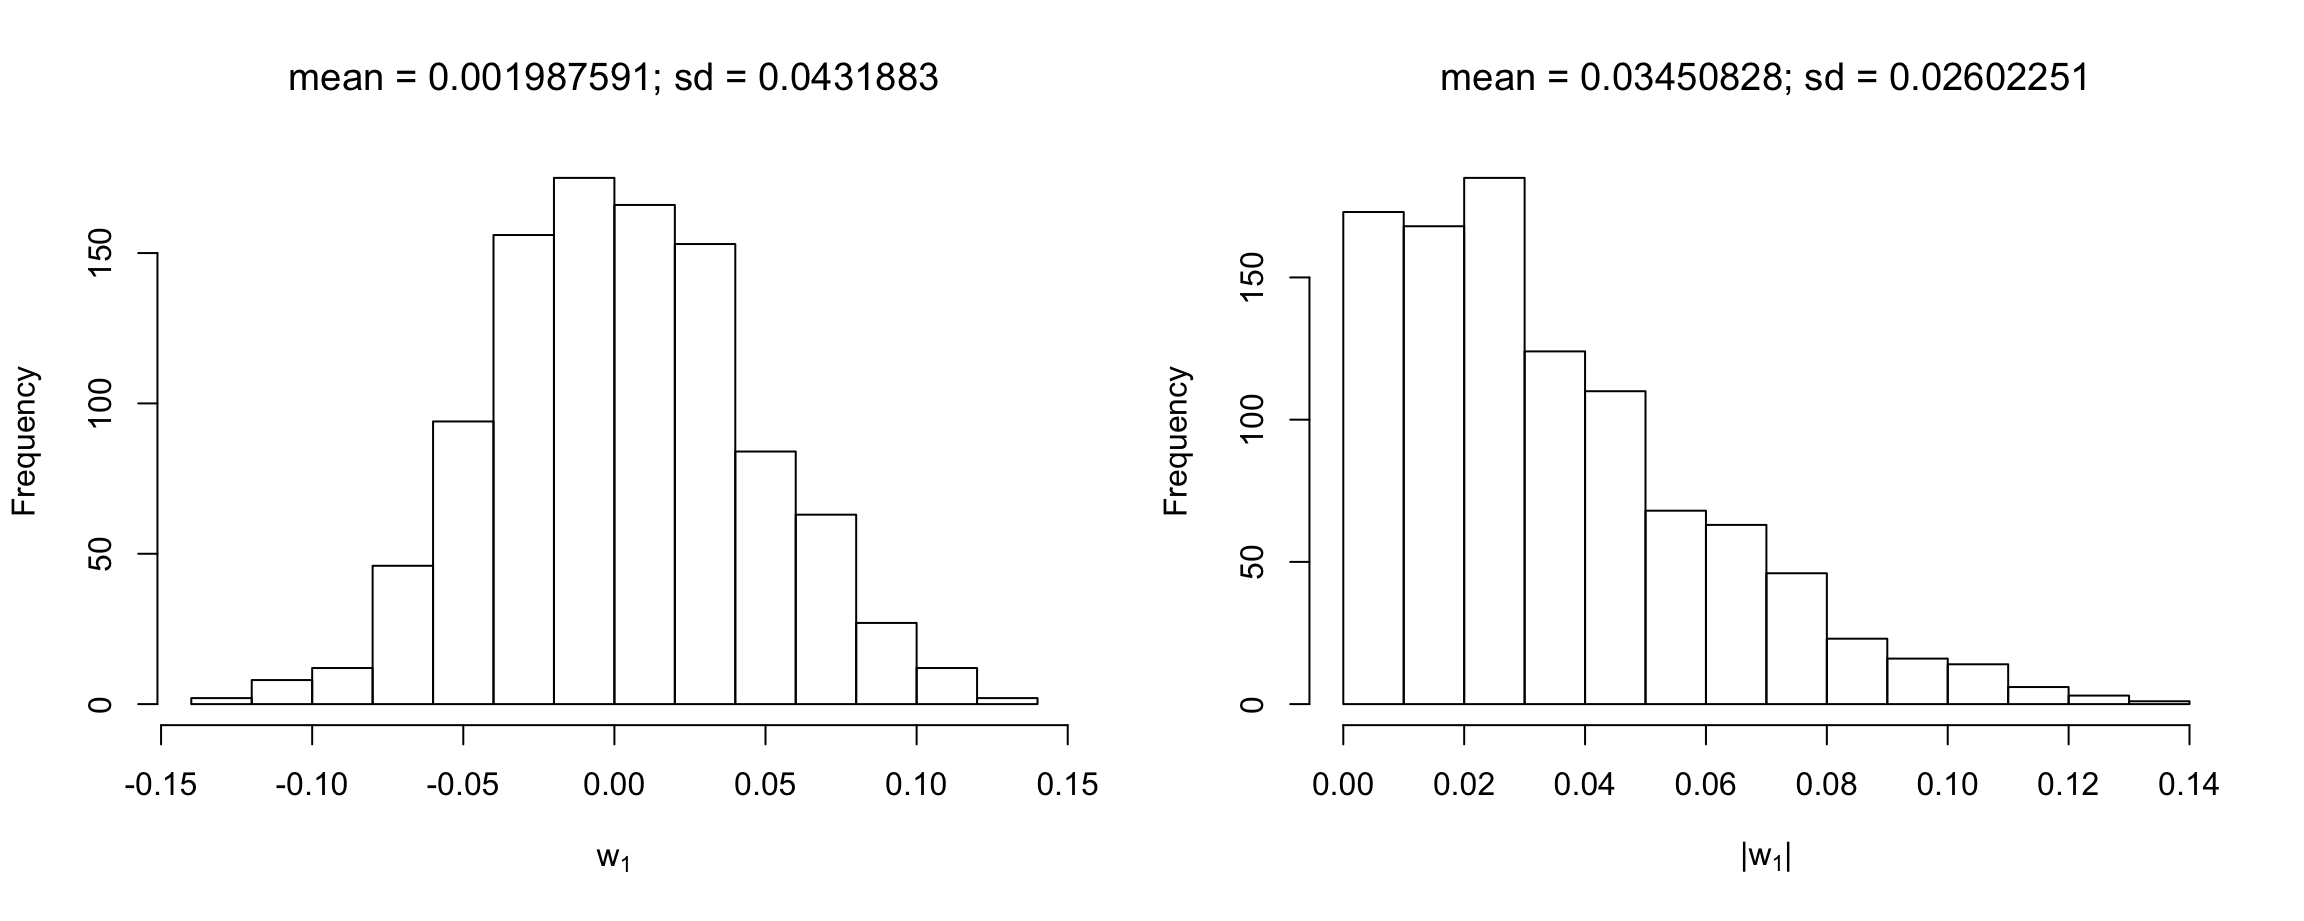 mean = 0.001987591; sd = 0.0431883
Frequency
150
100
50
0
-0.15 -0.10 -0.05 0.00 0.05 0.10 0.15
w₁
mean = 0.03450828; sd = 0.02602251
Frequency
150
100
50
0
0.00 0.02 0.04 0.06 0.08 0.10 0.12 0.14
|w₁|